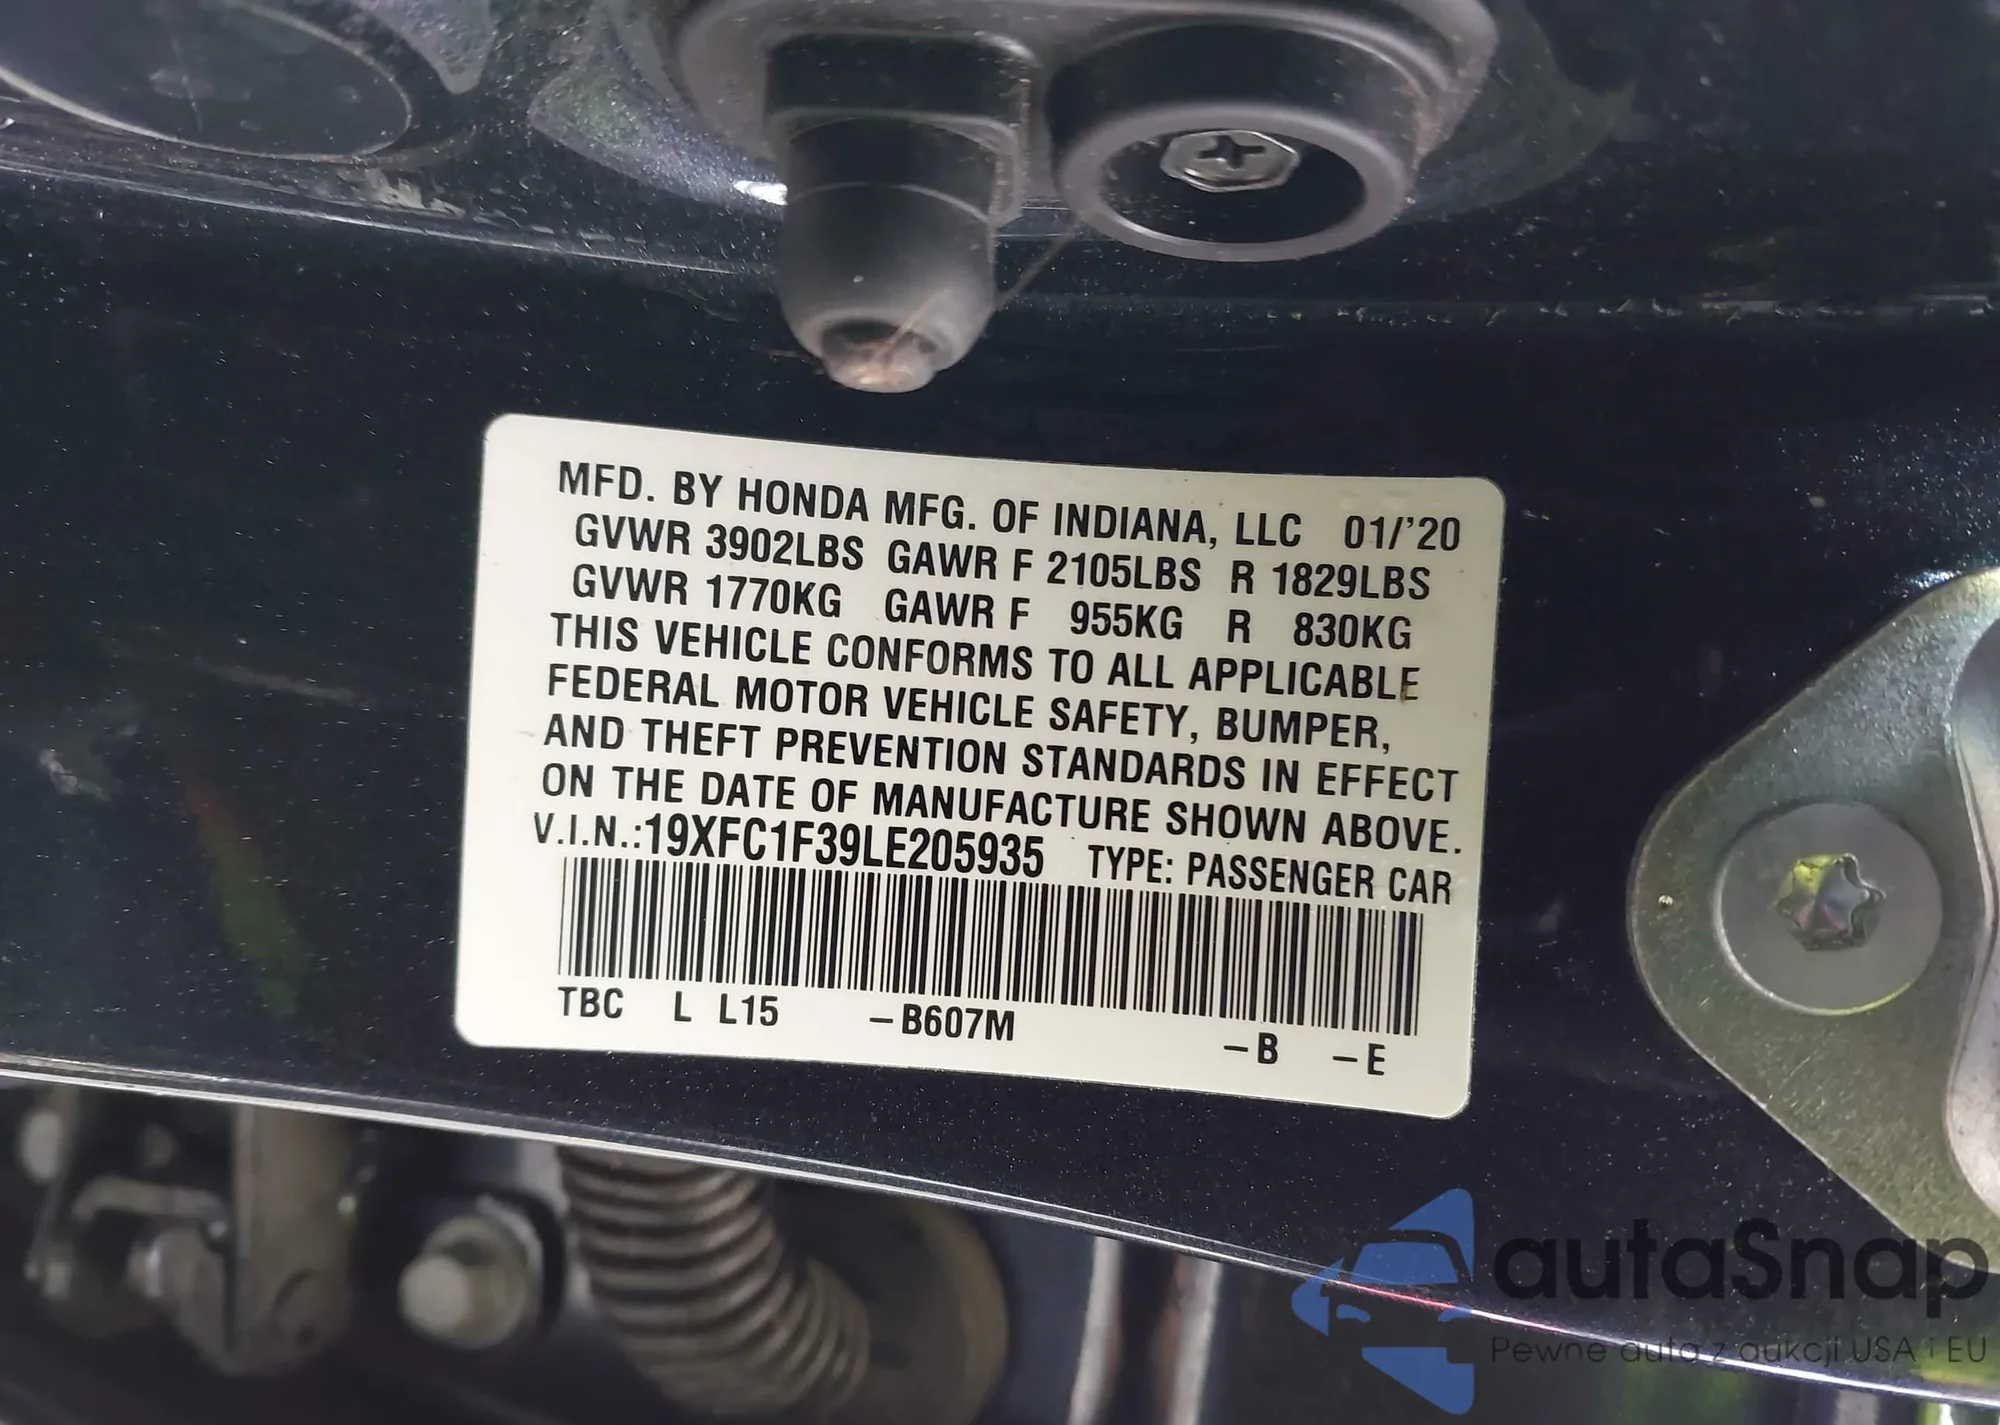 MFD. BY HONDA MFG. OF INDIANA, LLC 01/'20
GVWR 3902LBS GAWR F 2105LBS R 1829LBS
GVWR 1770KG GAWR F 955KG R 830KG
THIS VEHICLE CONFORMS TO ALL APPLICABLE
FEDERAL MOTOR VEHICLE SAFETY, BUMPER,
AND THEFT PREVENTION STANDARDS IN EFFECT
ON THE DATE OF MANUFACTURE SHOWN ABOVE.
V.I.N.:19XFC1F39LE205935 TYPE: PASSENGER CAR
TBC L L15 –B607M –B –E
autaSnap
Pewne auta z aukcji USA i EU